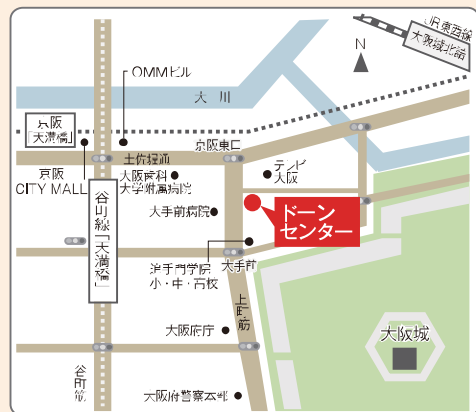 JR東西線
大阪城北詰
N
OMMビル
大川
京阪
「天満橋」
京阪東口
土佐堀通
テレビ
大阪
京阪
CITY MALL
大阪歯科
大学附属病院
谷町線「天満橋」
大手前病院
ドーン
センター
追手門学院
小・中・高校
大手前
上町筋
大阪府庁
大阪城
谷町筋
大阪府警察本部